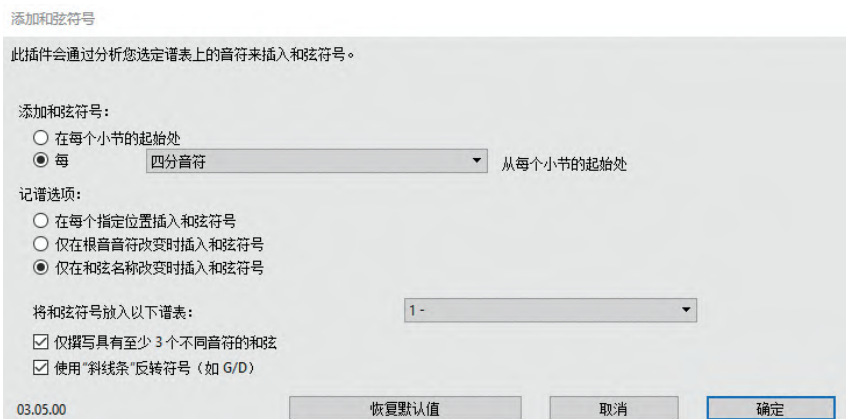 添加和弦符号
此插件会通过分析您选定谱表上的音符来插入和弦符号。
添加和弦符号：
在每个小节的起始处
每 四分音符 从每个小节的起始处
记谱选项：
在每个指定位置插入和弦符号
仅在根音音符改变时插入和弦符号
仅在和弦名称改变时插入和弦符号
将和弦符号放入以下谱表： 1 -
仅撰写具有至少 3 个不同音符的和弦
使用“斜线条”反转符号（如 G/D）
03.05.00 恢复默认值 取消 确定